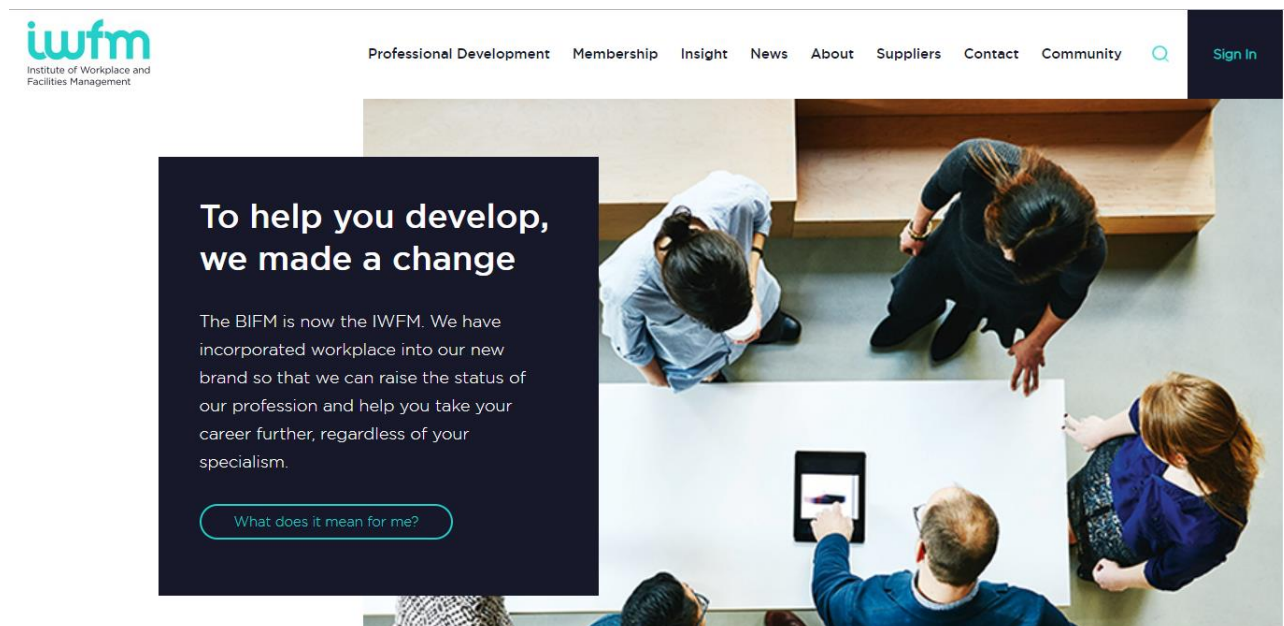 iwfm
Institute of Workplace and
Facilities Management
Professional Development Membership Insight News About Suppliers Contact Community
Sign In
To help you develop,
we made a change
The BIFM is now the IWFM. We have
incorporated workplace into our new
brand so that we can raise the status of
our profession and help you take your
career further, regardless of your
specialism.
What does it mean for me?